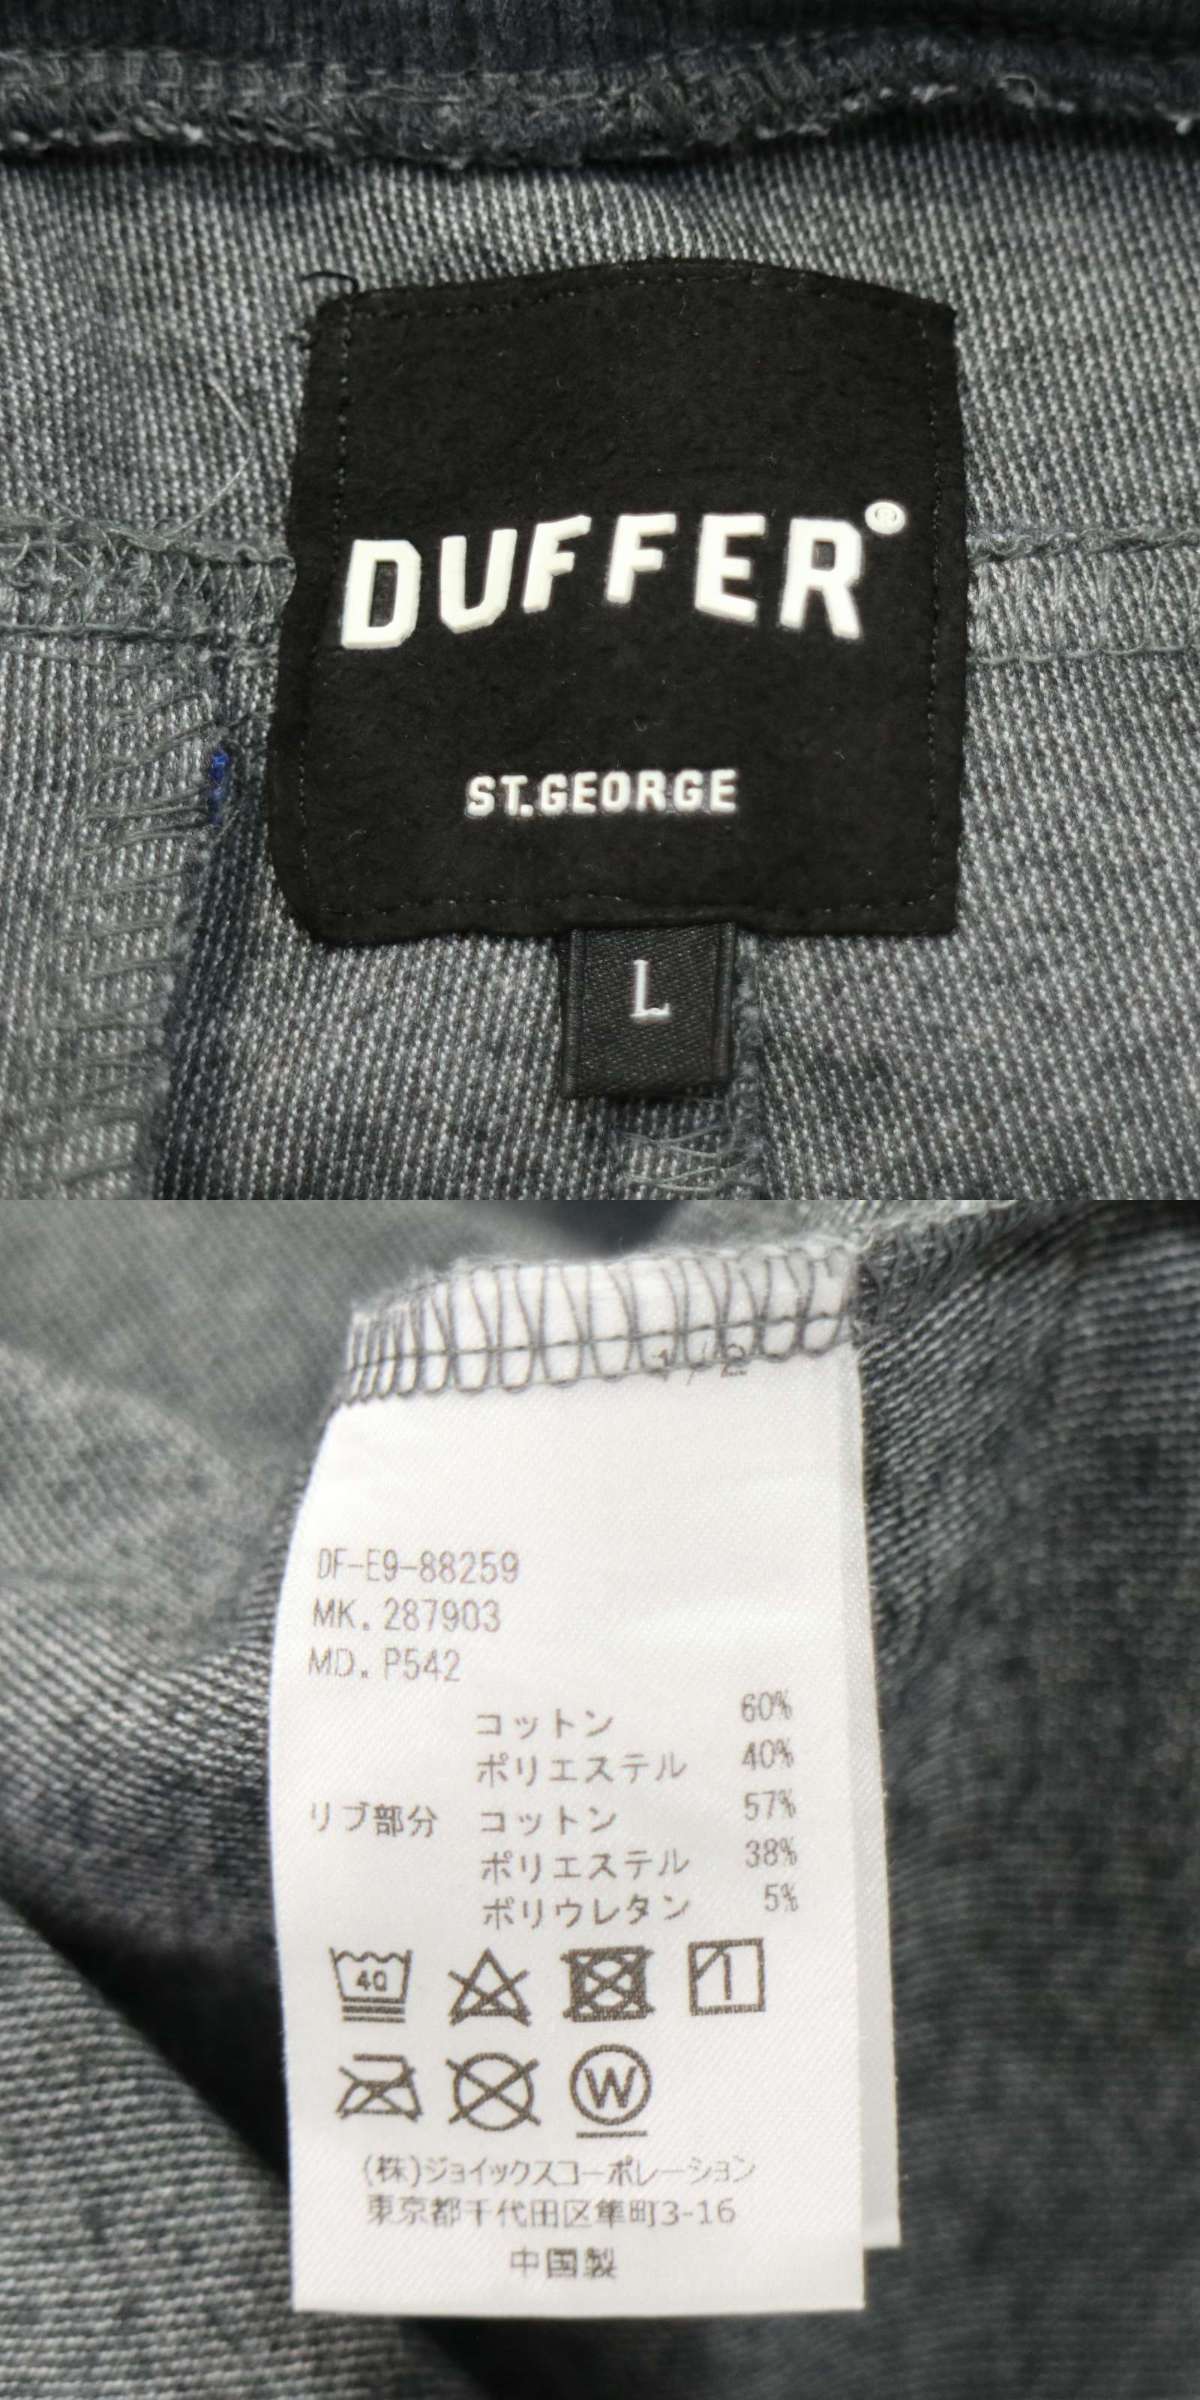 DUFFER®
ST.GEORGE
L
1/2
DF-E9-88259
MK. 287903
MD. P542
コットン 60%
ポリエステル 40%
リブ部分 コットン 57%
ポリエステル 38%
ポリウレタン 5%
40
W
(株)ジョイックスコーポレーション
東京都千代田区隼町3-16
中国製